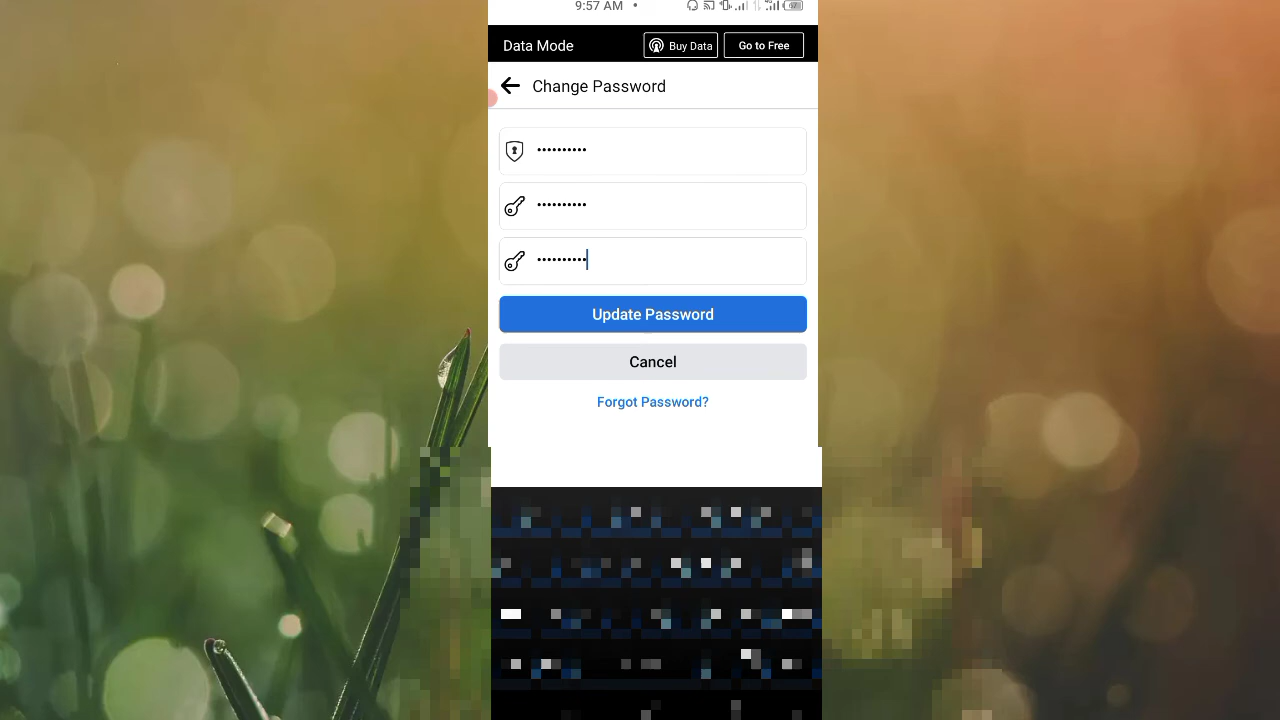 9:57 AM
Data Mode
Buy Data
Go to Free
Change Password
••••••••••
••••••••••
••••••••••
Update Password
Cancel
Forgot Password?